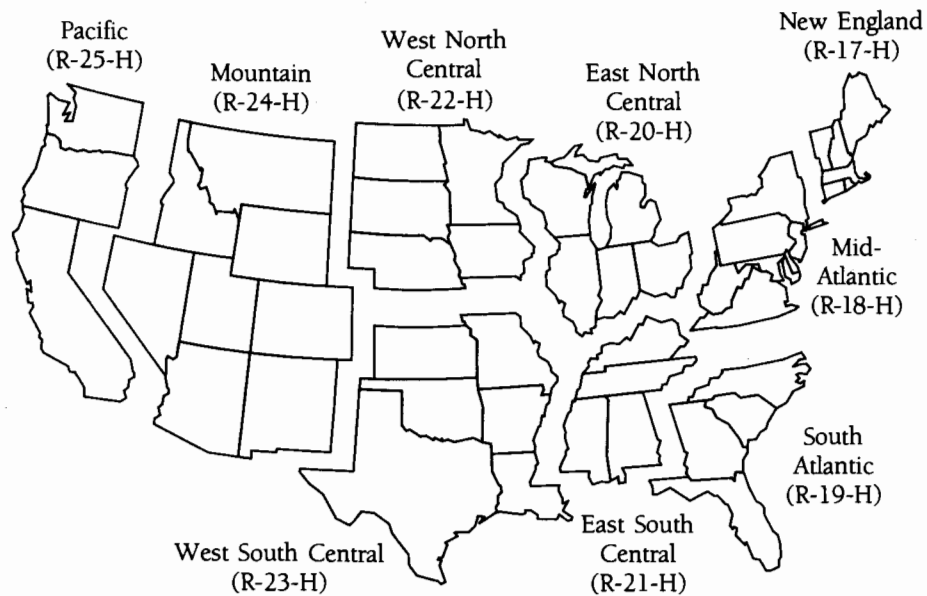 Pacific
(R-25-H)
Mountain
(R-24-H)
West North
Central
(R-22-H)
East North
Central
(R-20-H)
New England
(R-17-H)
Mid-
Atlantic
(R-18-H)
South
Atlantic
(R-19-H)
East South
Central
(R-21-H)
West South Central
(R-23-H)